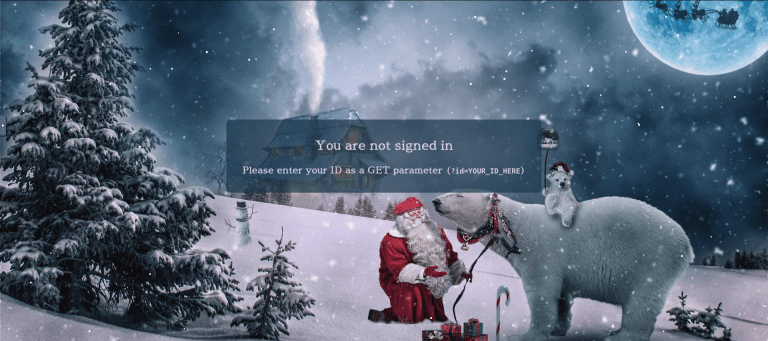 You are not signed in
Please enter your ID as a GET parameter (?id=YOUR_ID_HERE)